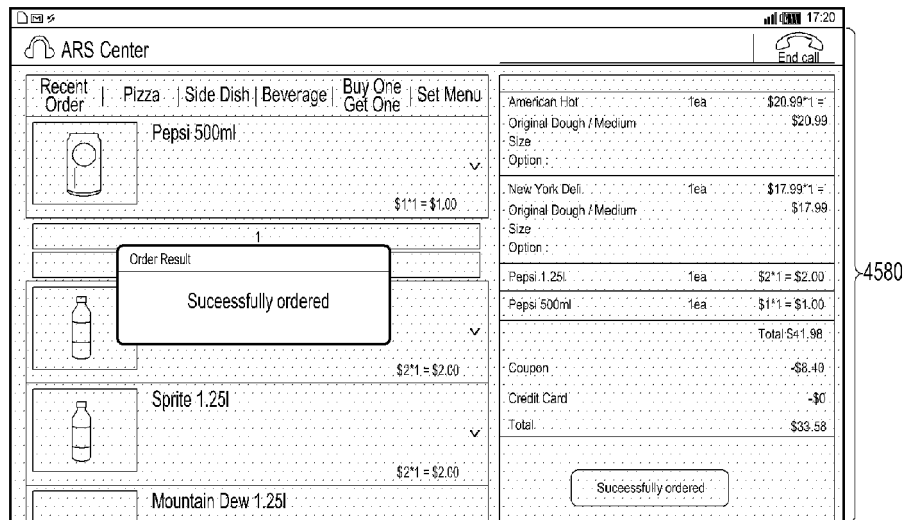 17:20
ARS Center
End call
Recent Order | Pizza | Side Dish | Beverage | Buy One Get One | Set Menu
Pepsi 500ml
$1*1 = $1.00
1
Order Result
Suceessfully ordered
$2*1 = $2.00
Sprite 1.25l
$2*1 = $2.00
Mountain Dew 1.25l
American Hot 1ea $20.99*1 =
Original Dough / Medium $20.99
Size
Option :
New York Deli 1ea $17.99*1 =
Original Dough / Medium $17.99
Size
Option :
Pepsi 1.25l 1ea $2*1 = $2.00
Pepsi 500ml 1ea $1*1 = $1.00
Total $41.98
Coupon -$8.40
Credit Card -$0
Total $33.58
Suceessfully ordered
4580